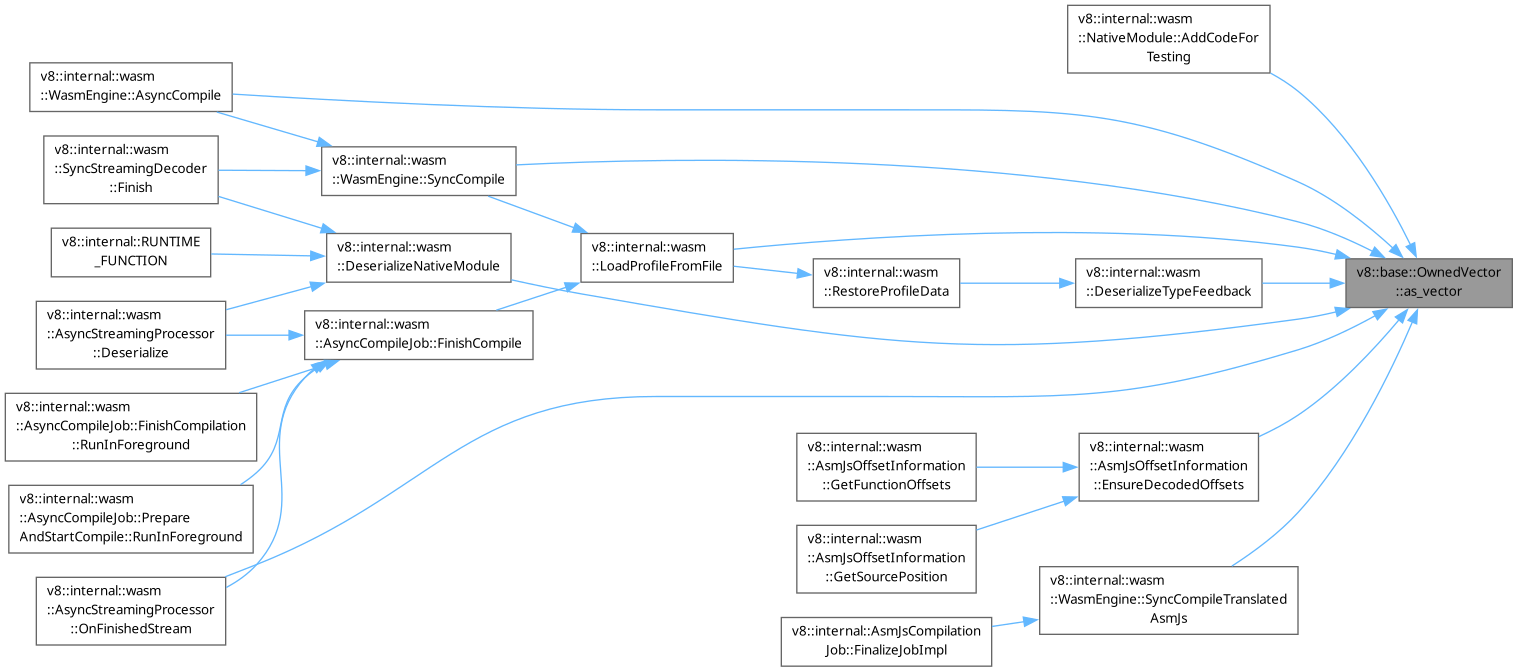 v8::internal::wasm
::NativeModule::AddCodeFor
Testing
v8::internal::wasm
::WasmEngine::AsyncCompile
v8::internal::wasm
::SyncStreamingDecoder
::Finish
v8::internal::wasm
::WasmEngine::SyncCompile
v8::internal::RUNTIME
_FUNCTION
v8::internal::wasm
::DeserializeNativeModule
v8::internal::wasm
::LoadProfileFromFile
v8::internal::wasm
::RestoreProfileData
v8::internal::wasm
::DeserializeTypeFeedback
v8::base::OwnedVector
::as_vector
v8::internal::wasm
::AsyncStreamingProcessor
::Deserialize
v8::internal::wasm
::AsyncCompileJob::FinishCompile
v8::internal::wasm
::AsyncCompileJob::FinishCompilation
::RunInForeground
v8::internal::wasm
::AsmJsOffsetInformation
::GetFunctionOffsets
v8::internal::wasm
::AsmJsOffsetInformation
::EnsureDecodedOffsets
v8::internal::wasm
::AsyncCompileJob::Prepare
AndStartCompile::RunInForeground
v8::internal::wasm
::AsmJsOffsetInformation
::GetSourcePosition
v8::internal::wasm
::AsyncStreamingProcessor
::OnFinishedStream
v8::internal::wasm
::WasmEngine::SyncCompileTranslated
AsmJs
v8::internal::AsmJsCompilation
Job::FinalizeJobImpl